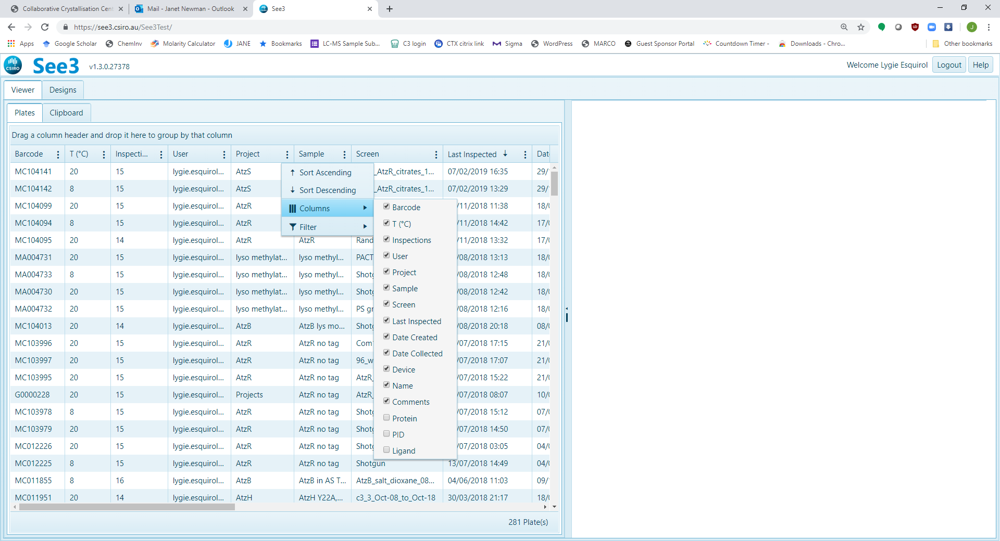 Collaborative Crystallisation Cent
Mail - Janet Newman - Outlook
See3
https://see3.csiro.au/See3Test/
J
Apps
Google Scholar
ChemInv
Molarity Calculator
JANE
Bookmarks
LC-MS Sample Sub...
C3 login
CTX citrix link
Sigma
WordPress
MARCO
Guest Sponsor Portal
Countdown Timer -
Downloads - Chro...
Other bookmarks
CSIRO
See3 v1.3.0.27378
Welcome Lygie Esquirol Logout Help
Viewer Designs
Plates Clipboard
Drag a column header and drop it here to group by that column
Barcode T (°C) Inspecti... User Project Sample Screen Last Inspected Dat
MC104141 20 15 lygie.esquirol... AtzS _AtzR_citrates_1... 07/02/2019 16:35 29/
MC104142 8 15 lygie.esquirol... AtzS _AtzR_citrates_1... 07/02/2019 13:29 29/
MC104099 20 15 lygie.esquirol... AtzR /11/2018 11:38 18/
MC104094 8 15 lygie.esquirol... AtzR /11/2018 14:42 17/
MC104095 20 14 lygie.esquirol... AtzR AtzR Rand /11/2018 13:32 17/
MA004731 20 15 lygie.esquirol... lyso methylat... lyso methyl... PACT /08/2018 13:13 18/
MA004733 8 15 lygie.esquirol... lyso methylat... lyso methyl... Shot /08/2018 12:48 18/
MA004730 20 15 lygie.esquirol... lyso methylat... lyso methyl... Shot /08/2018 12:42 18/
MA004732 20 15 lygie.esquirol... lyso methylat... lyso methyl... PS gr /08/2018 12:16 18/
MC104013 20 14 lygie.esquirol... AtzB AtzB lys mo... Shot /08/2018 20:18 08/
MC103996 20 15 lygie.esquirol... AtzR AtzR no tag Com /07/2018 17:15 21/
MC103997 20 15 lygie.esquirol... AtzR AtzR no tag 96_w /07/2018 17:07 21/
MC103995 20 15 lygie.esquirol... AtzR AtzR no tag AtzR_ /07/2018 15:22 21/
G0000228 20 15 lygie.esquirol... Projects AtzR no tag AtzR_ /07/2018 08:07 10/
MC103978 8 15 lygie.esquirol... AtzR AtzR no tag Shot /07/2018 15:12 07/
MC103979 20 15 lygie.esquirol... AtzR AtzR no tag Shot /07/2018 14:50 07/
MC012226 20 15 lygie.esquirol... AtzR AtzR no tag Shot /07/2018 03:05 04/
MC012225 8 15 lygie.esquirol... AtzR AtzR no tag Shotgun 13/07/2018 14:49 04/
MC011855 8 16 lygie.esquirol... AtzB AtzB in AS T... AtzB_salt_dioxane_08... 04/06/2018 11:03 09/
MC011951 20 14 lygie.esquirol... AtzH AtzH Y22A,... c3_3_Oct-08_to_Oct-18 30/03/2018 21:17 18/
Sort Ascending
Sort Descending
Columns
Filter
Barcode
T (°C)
Inspections
User
Project
Sample
Screen
Last Inspected
Date Created
Date Collected
Device
Name
Comments
Protein
PID
Ligand
281 Plate(s)